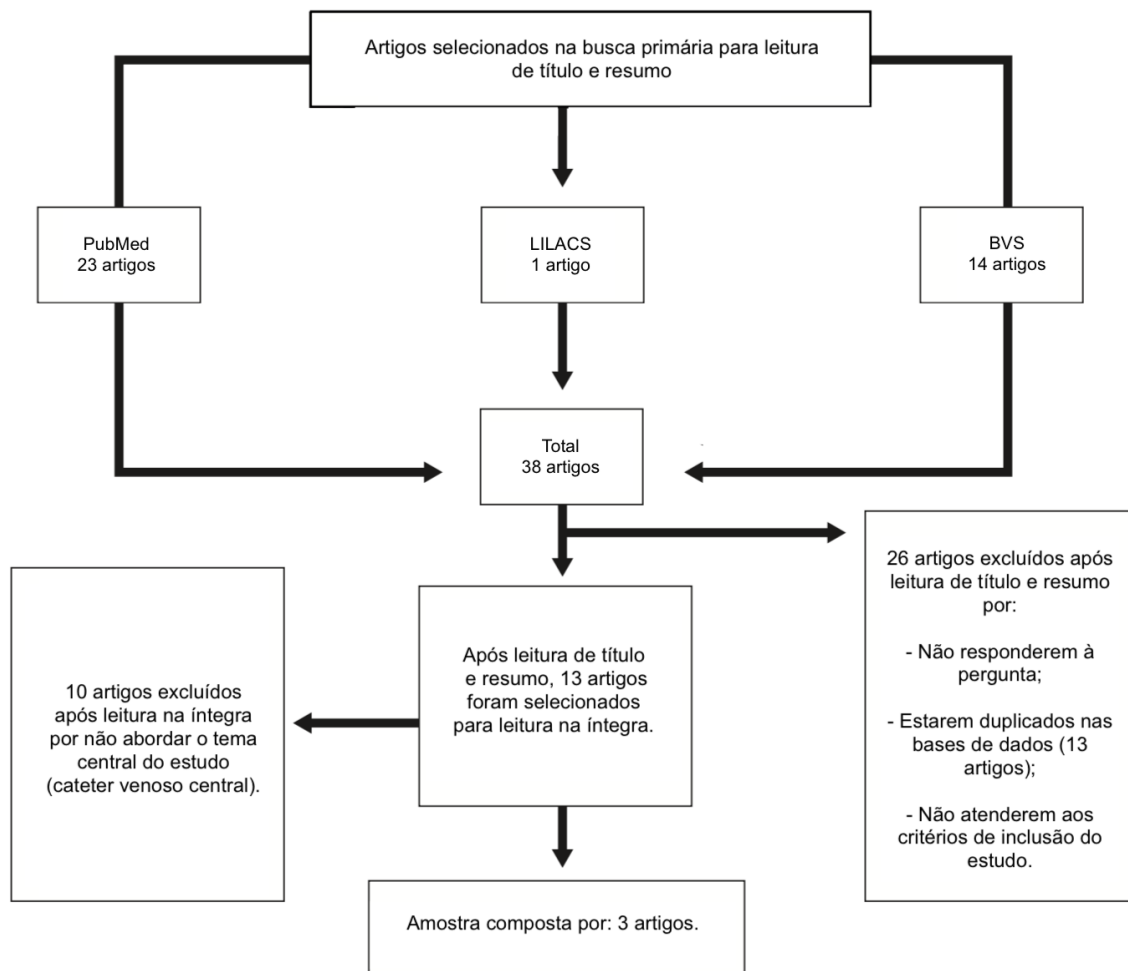 Artigos selecionados na busca primária para leitura
de título e resumo
PubMed
23 artigos
LILACS
1 artigo
BVS
14 artigos
Total
38 artigos
26 artigos excluídos após
leitura de título e resumo
por:
- Não responderem à
pergunta;
- Estarem duplicados nas
bases de dados (13
artigos);
- Não atenderem aos
critérios de inclusão do
estudo.
Após leitura de título
e resumo, 13 artigos
foram selecionados
para leitura na íntegra.
10 artigos excluídos
após leitura na íntegra
por não abordar o tema
central do estudo
(cateter venoso central).
Amostra composta por: 3 artigos.